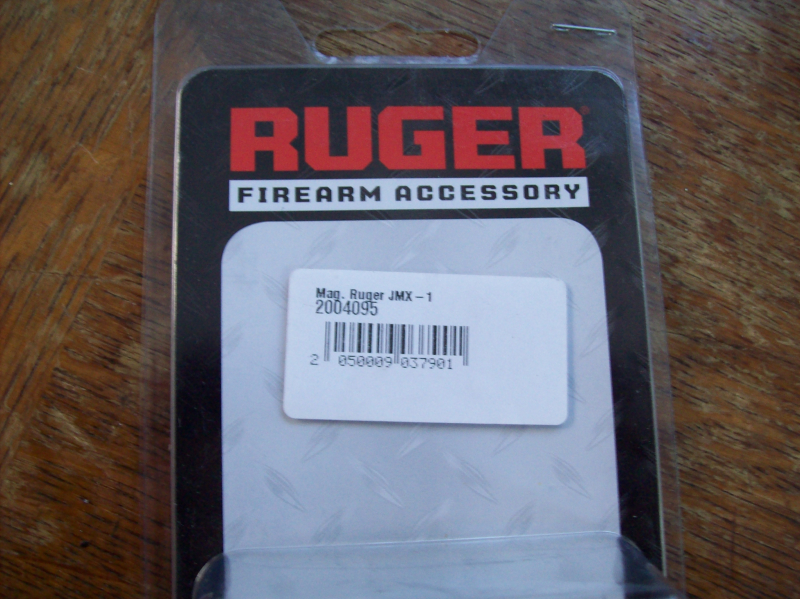 RUGER®
FIREARM ACCESSORY
Mag. Ruger JMX – 1
2004095
2 050009 037901